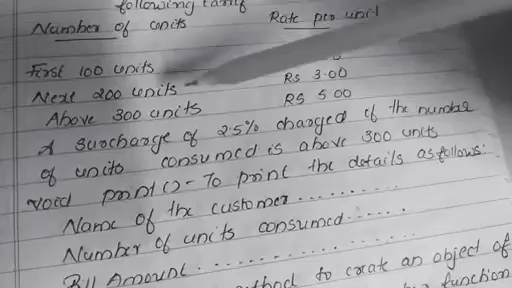 following tariff
Number of units Rate per unit
First 100 units
Next 200 units RS 3.00
Above 300 units RS 5.00
A surcharge of 2.5% charged if the number
of units consumed is above 300 units
void print()- To print the details as follows:
Name of the customer..........
Number of units consumed.......
Bill Amount...............
to creat an object of
function